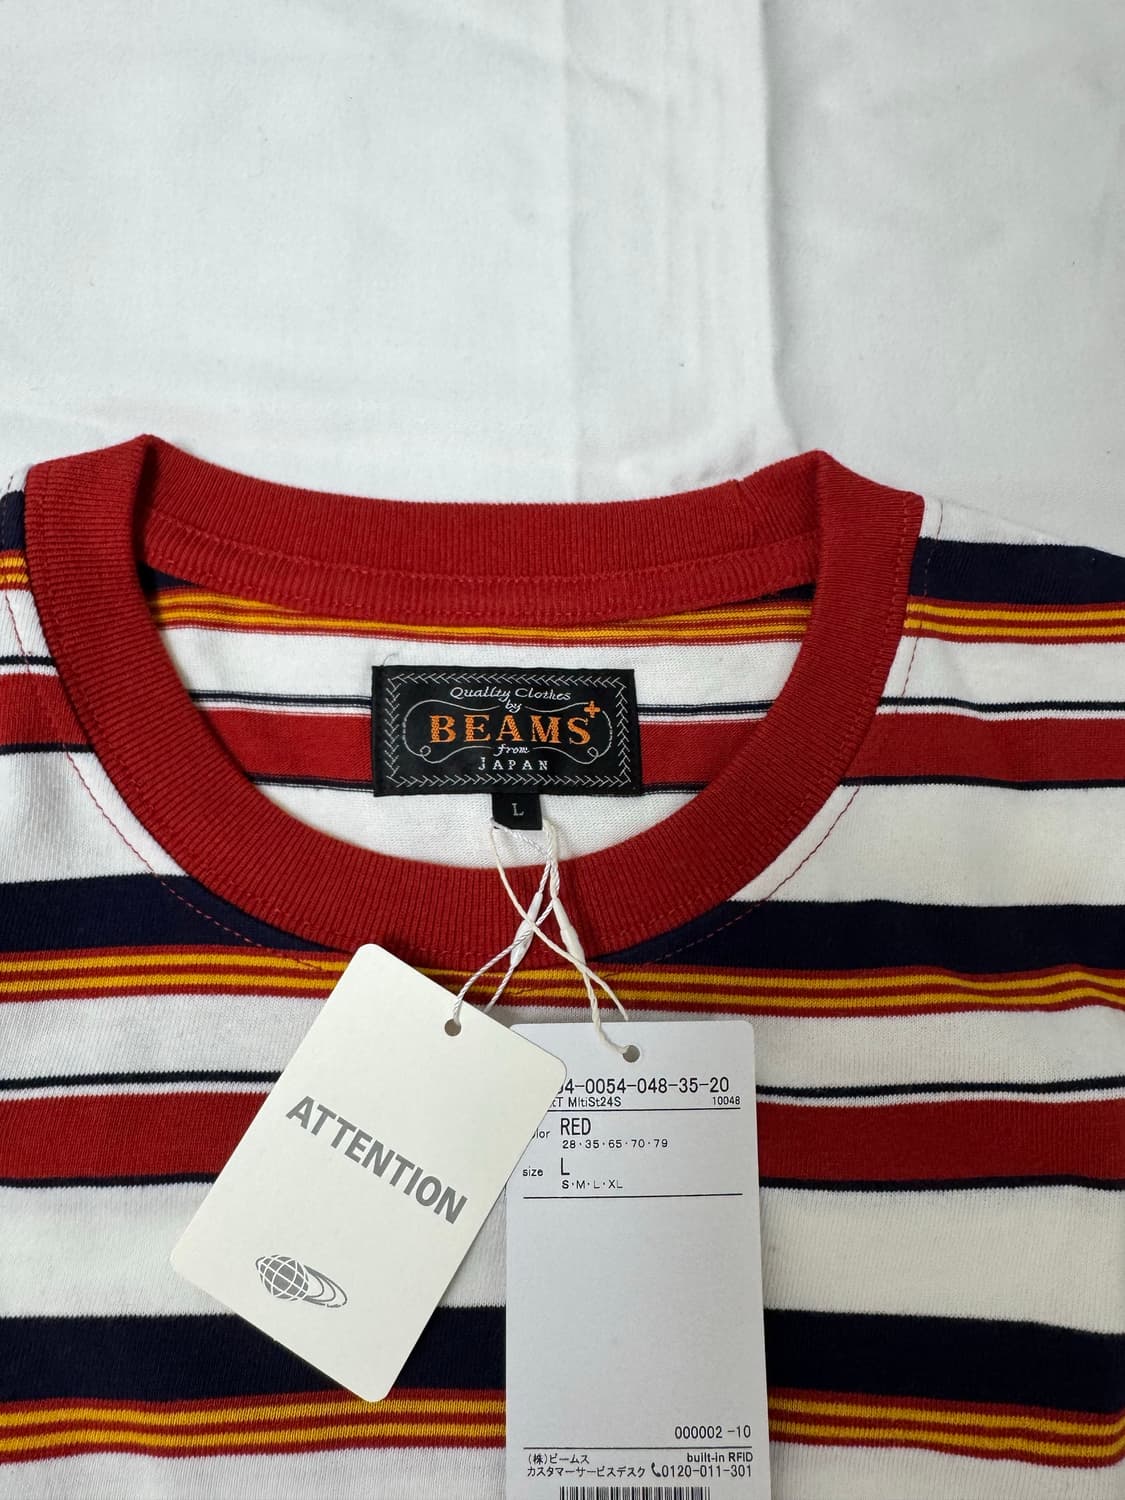 Quality Clothes
by
BEAMS+
from
JAPAN
L
ATTENTION
4-0054-048-35-20
T MltiSt24S 10048
RED
28・35・65・70・79
size L
S・M・L・XL
000002 -10
(株)ビームス built-in RFID
カスタマーサービスデスク 0120-011-301